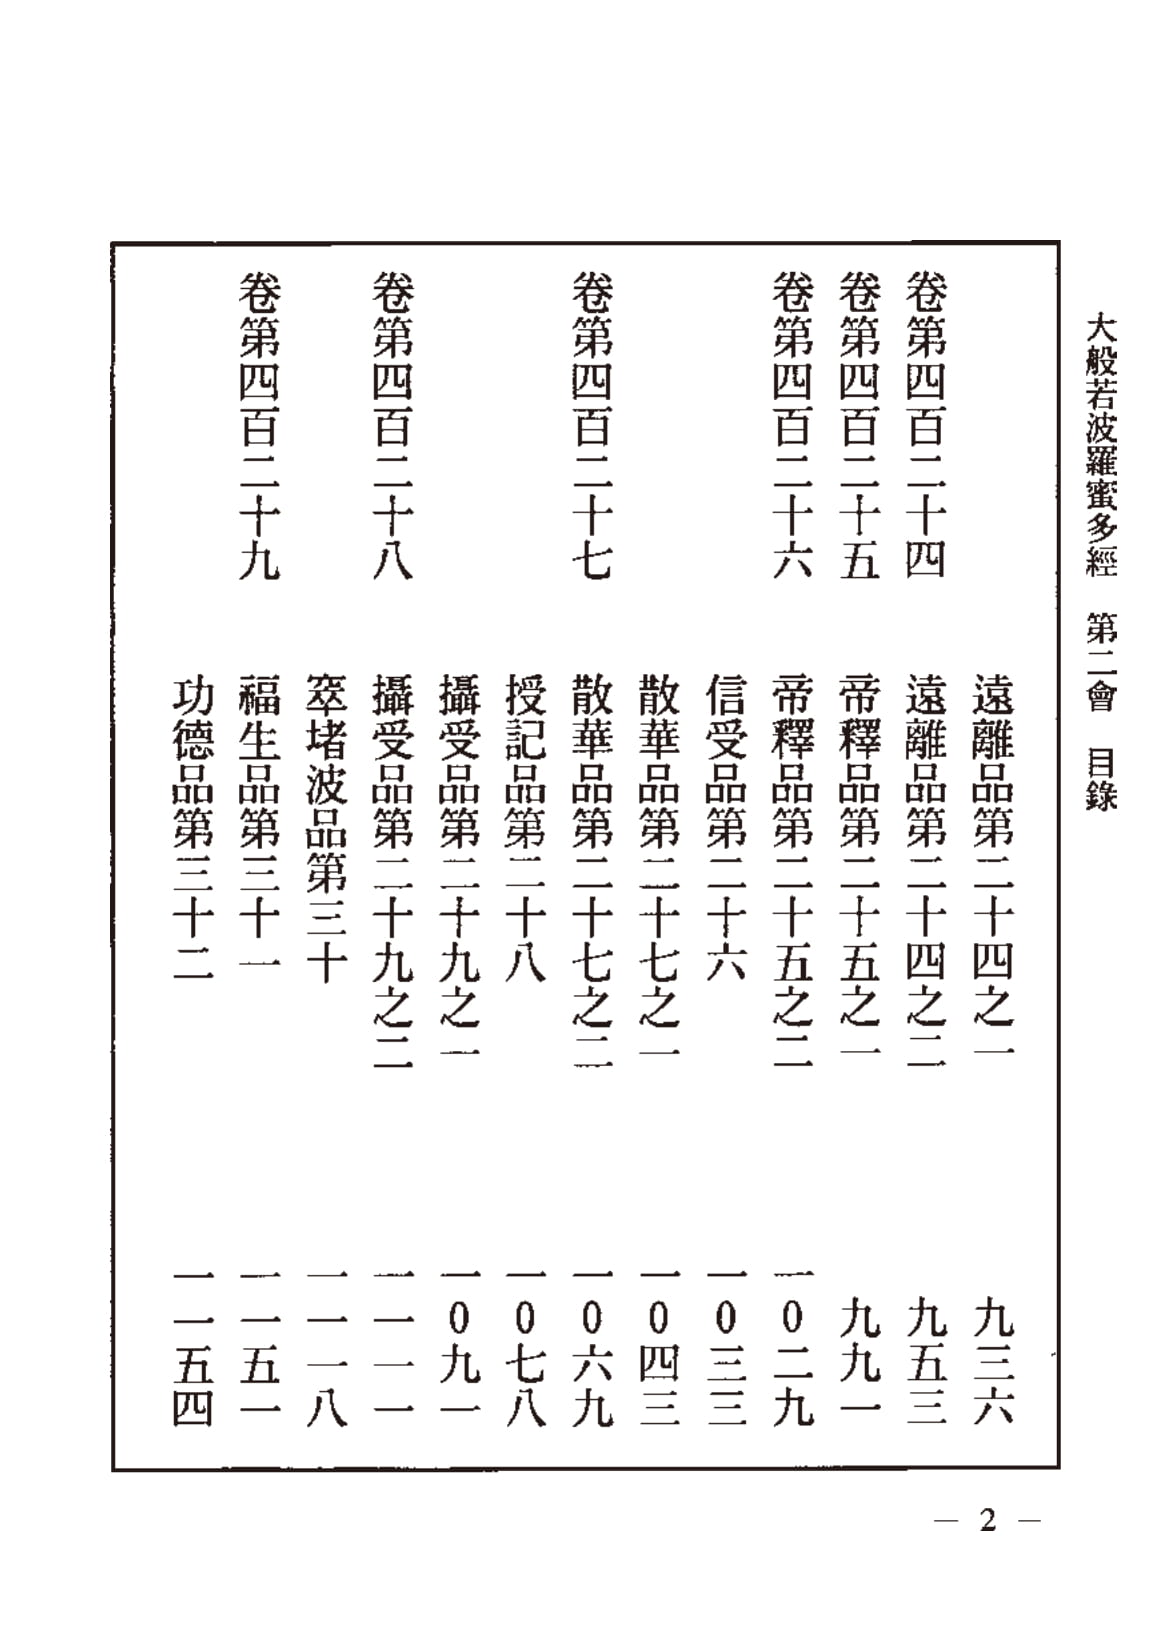 大般若波羅蜜多經　第二會　目錄
遠離品第二十四之一　九三六
卷第四百二十四　遠離品第二十四之二　九五三
卷第四百二十五　帝釋品第二十五之一　九九一
卷第四百二十六　帝釋品第二十五之二　一0二九
信受品第二十六　一0三三
散華品第二十七之一　一0四三
卷第四百二十七　散華品第二十七之二　一0六九
授記品第二十八　一0七八
攝受品第二十九之一　一0九一
卷第四百二十八　攝受品第二十九之二　一一一一
窣堵波品第三十　一一一八
卷第四百二十九　福生品第三十一　一一五一
功德品第三十二　一一五四
— 2 —